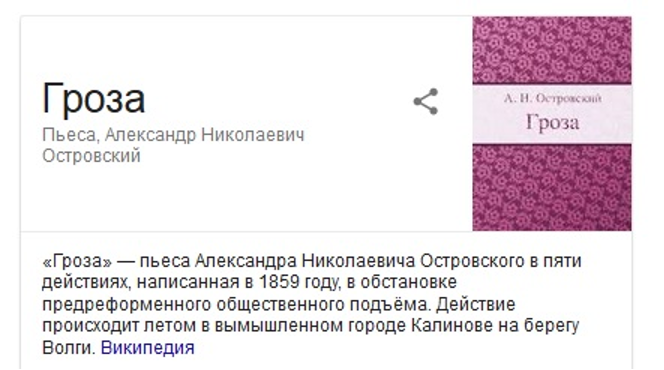 Гроза
Пьеса, Александр Николаевич
Островский
А. Н. Островский
Гроза
«Гроза» — пьеса Александра Николаевича Островского в пяти
действиях, написанная в 1859 году, в обстановке
предреформенного общественного подъёма. Действие
происходит летом в вымышленном городе Калинове на берегу
Волги. Википедия